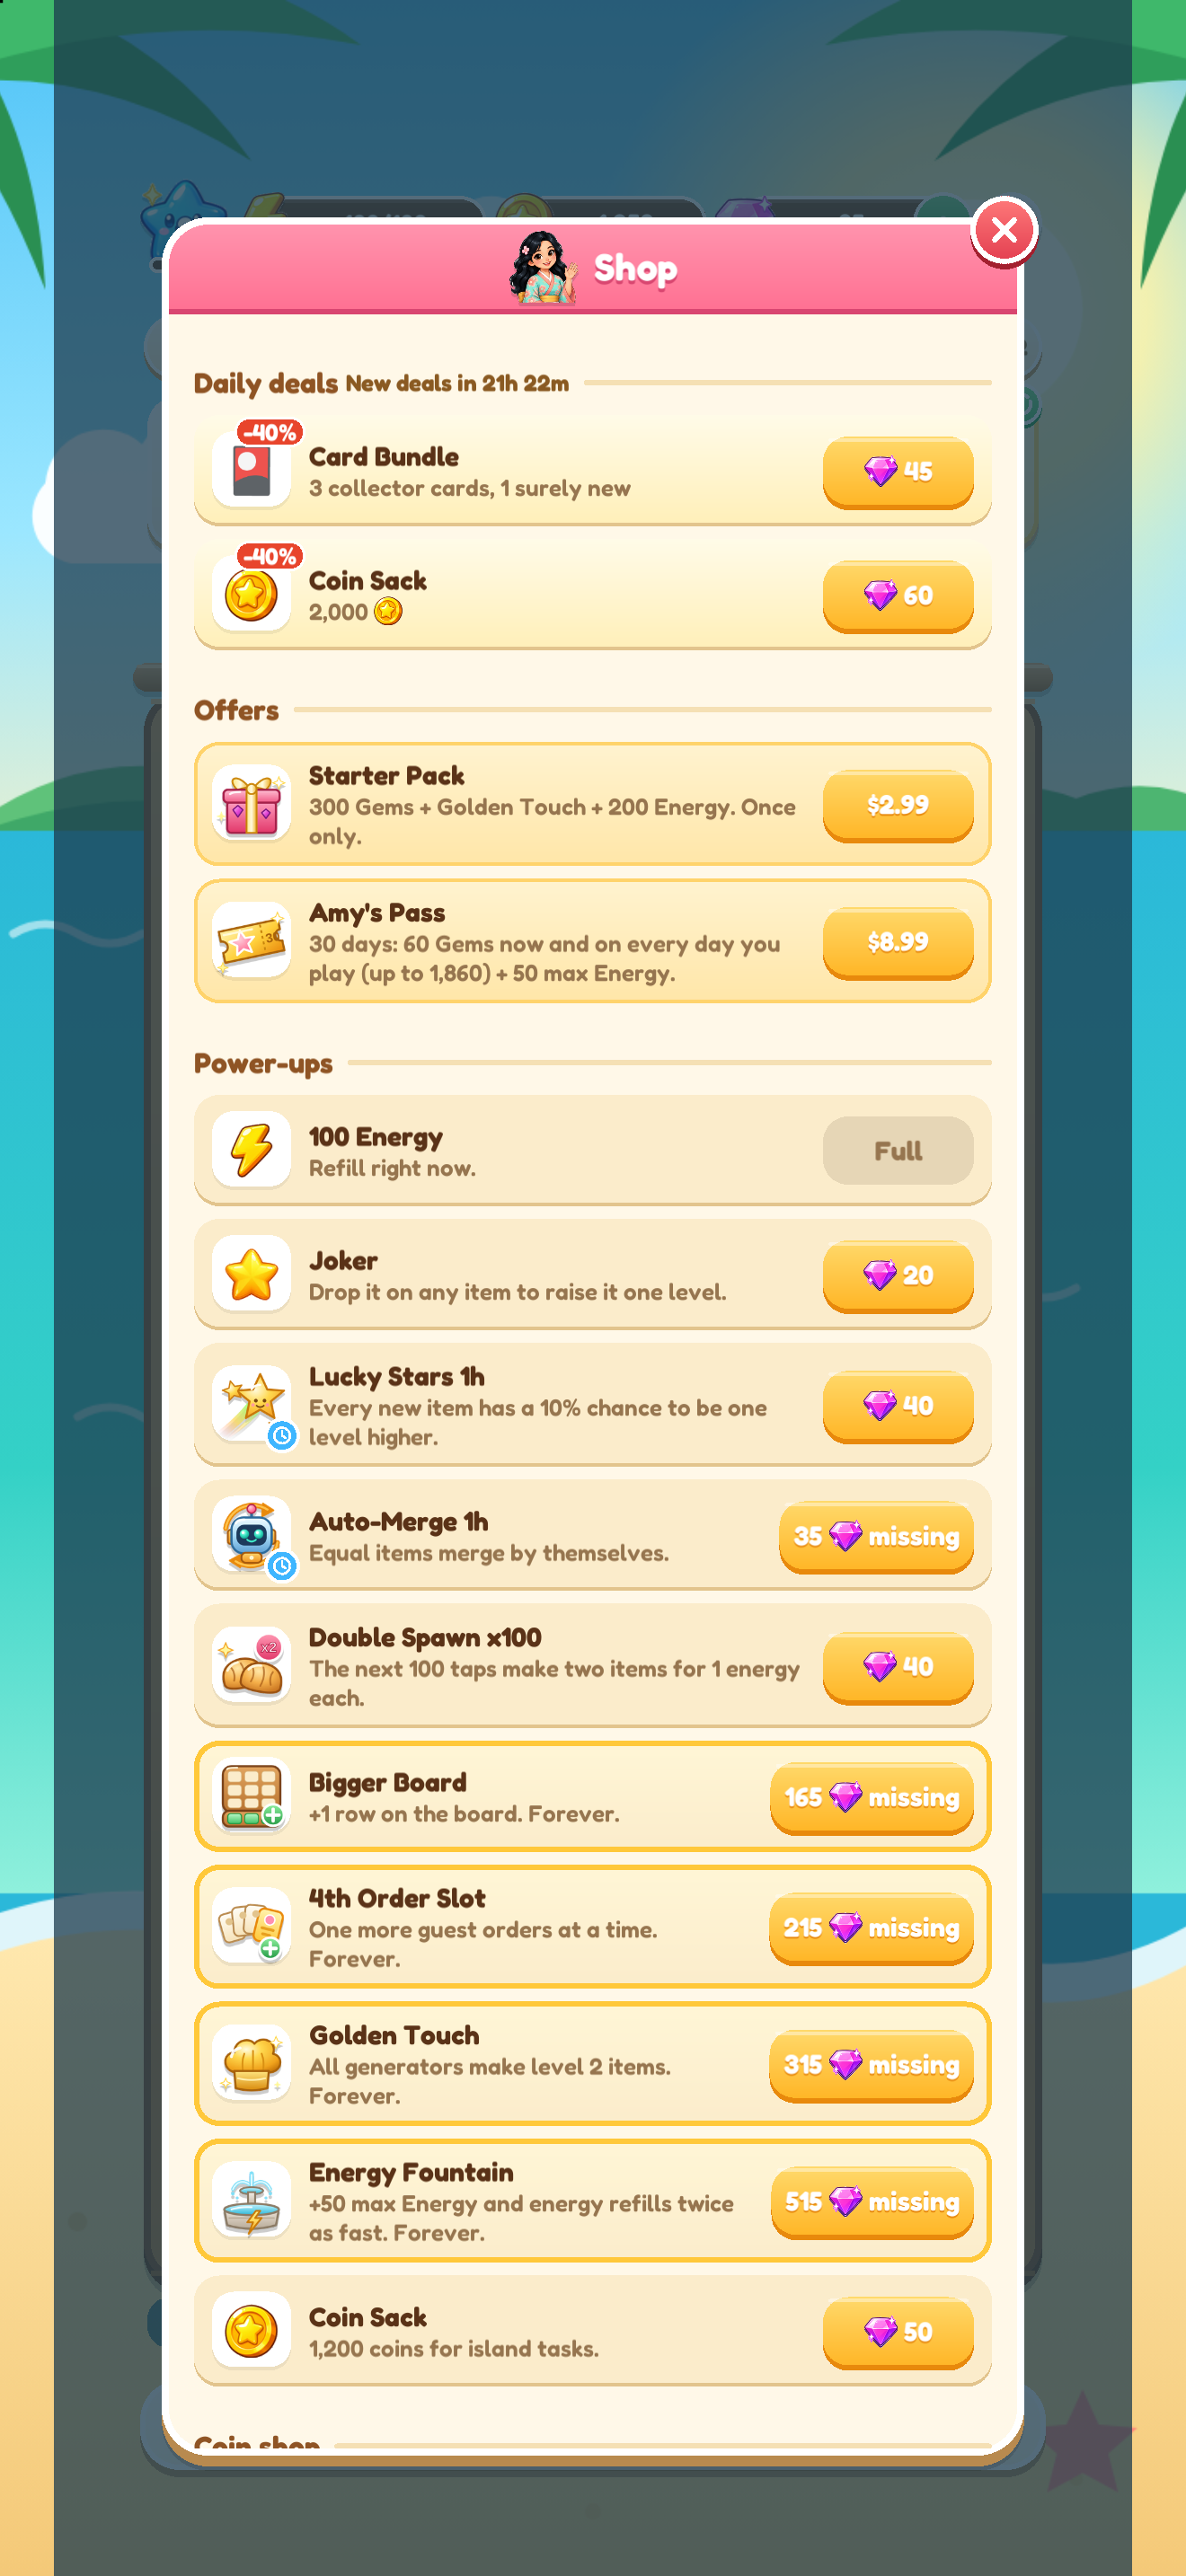 Shop
Daily deals New deals in 21h 22m
-40%
Card Bundle
3 collector cards, 1 surely new
45
-40%
Coin Sack
2,000
60
Offers
Starter Pack
300 Gems + Golden Touch + 200 Energy. Once
only.
$2.99
Amy's Pass
30 days: 60 Gems now and on every day you
play (up to 1,860) + 50 max Energy.
$8.99
Power-ups
100 Energy
Refill right now.
Full
Joker
Drop it on any item to raise it one level.
20
Lucky Stars 1h
Every new item has a 10% chance to be one
level higher.
40
Auto-Merge 1h
Equal items merge by themselves.
35 missing
x2
Double Spawn x100
The next 100 taps make two items for 1 energy
each.
40
Bigger Board
+1 row on the board. Forever.
165 missing
4th Order Slot
One more guest orders at a time.
Forever.
215 missing
Golden Touch
All generators make level 2 items.
Forever.
315 missing
Energy Fountain
+50 max Energy and energy refills twice
as fast. Forever.
515 missing
Coin Sack
1,200 coins for island tasks.
50
Coin shop